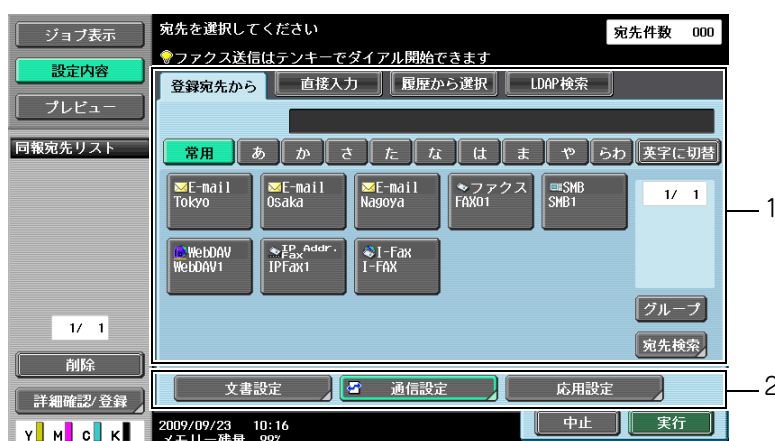 ジョブ表示
設定内容
プレビュー
同報宛先リスト
1/ 1
削除
詳細確認/登録
Y M C K
宛先を選択してください
宛先件数 000
ファクス送信はテンキーでダイアル開始できます
登録宛先から 直接入力 履歴から選択 LDAP検索
常用 あ か さ た な は ま や らわ 英字に切替
E-mail Tokyo
E-mail Osaka
E-mail Nagoya
ファクス FAX01
SMB SMB1
1/ 1
WebDAV WebDAV1
IP Addr. Fax IPFax1
I-Fax I-FAX
グループ
宛先検索
文書設定 通信設定 応用設定
2009/09/23 10:16
メモリー残量 99%
中止 実行
1
2